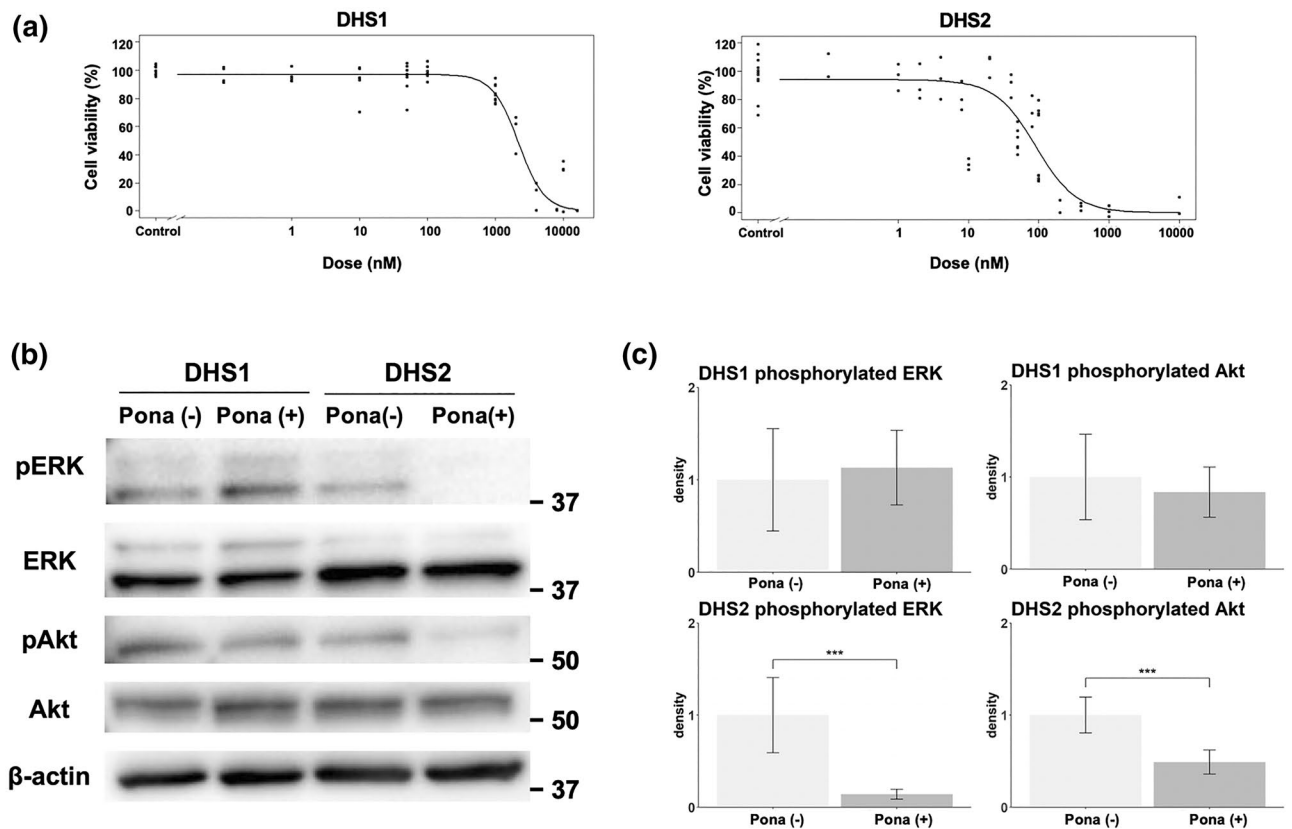 (a)
DHS1
Cell viability (%)
120
100
80
60
40
20
0
Control 1 10 100 1000 10000
Dose (nM)
DHS2
Cell viability (%)
120
100
80
60
40
20
0
Control 1 10 100 1000 10000
Dose (nM)
(b)
DHS1 DHS2
Pona (-) Pona (+) Pona(-) Pona(+)
pERK
37
ERK
37
pAkt
50
Akt
50
β-actin
37
(c)
DHS1 phosphorylated ERK
density
2
1
0
Pona (-) Pona (+)
DHS1 phosphorylated Akt
density
2
1
0
Pona (-) Pona (+)
DHS2 phosphorylated ERK
density
2
1
0
***
Pona (-) Pona (+)
DHS2 phosphorylated Akt
density
2
1
0
***
Pona (-) Pona (+)